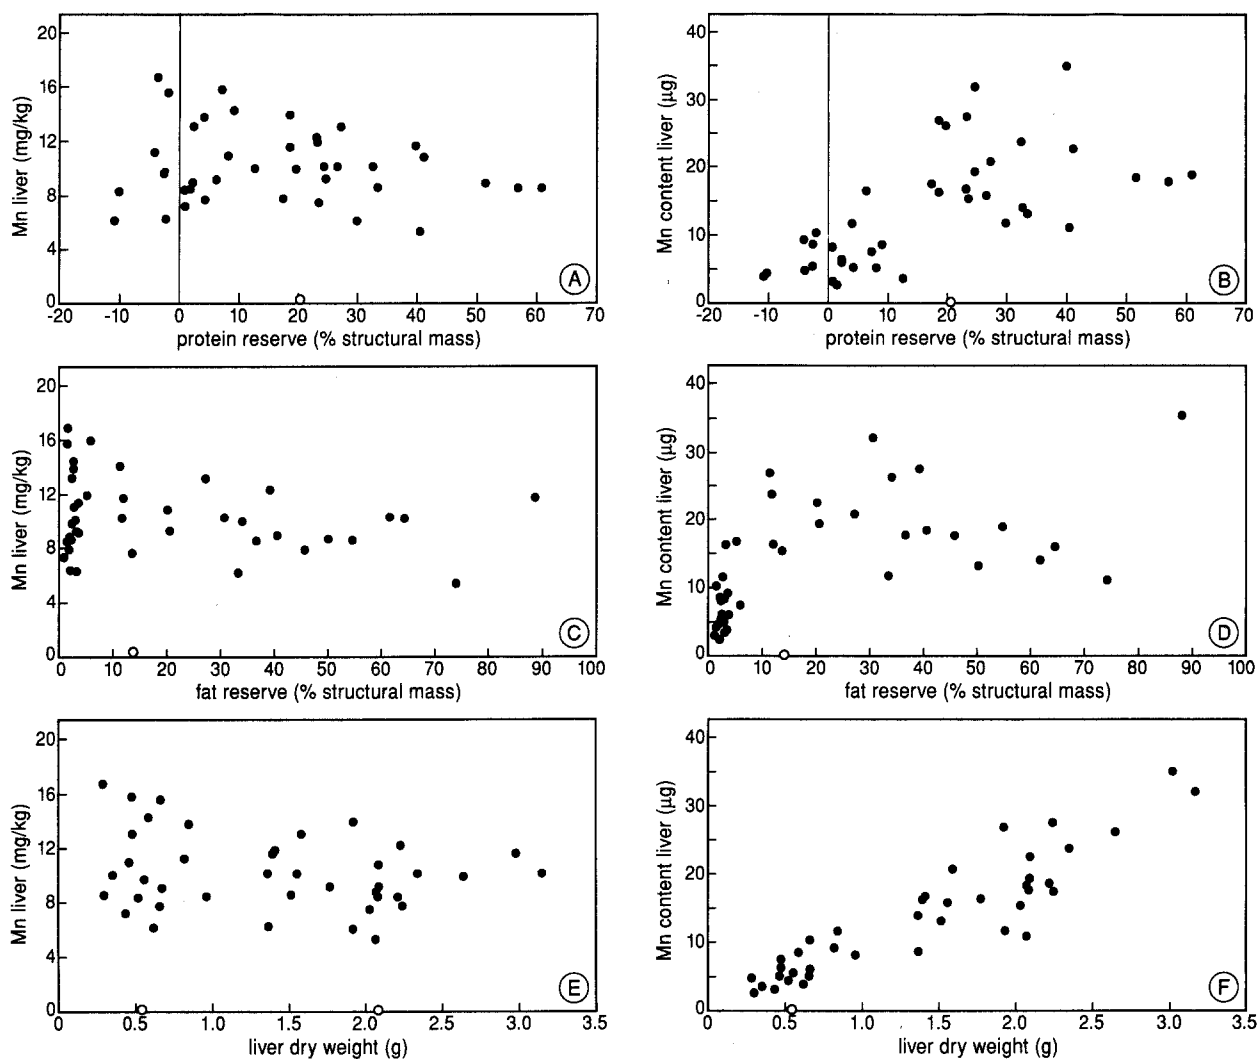 Mn liver (mg/kg)
20
16
12
8
4
0
-20 -10 0 10 20 30 40 50 60 70
protein reserve (% structural mass)
A
Mn content liver (µg)
40
30
20
10
0
-20 -10 0 10 20 30 40 50 60 70
protein reserve (% structural mass)
B
Mn liver (mg/kg)
20
16
12
8
4
0
0 10 20 30 40 50 60 70 80 90 100
fat reserve (% structural mass)
C
Mn content liver (µg)
40
30
20
10
0
0 10 20 30 40 50 60 70 80 90 100
fat reserve (% structural mass)
D
Mn liver (mg/kg)
20
16
12
8
4
0
0 0.5 1.0 1.5 2.0 2.5 3.0 3.5
liver dry weight (g)
E
Mn content liver (µg)
40
30
20
10
0
0 0.5 1.0 1.5 2.0 2.5 3.0 3.5
liver dry weight (g)
F